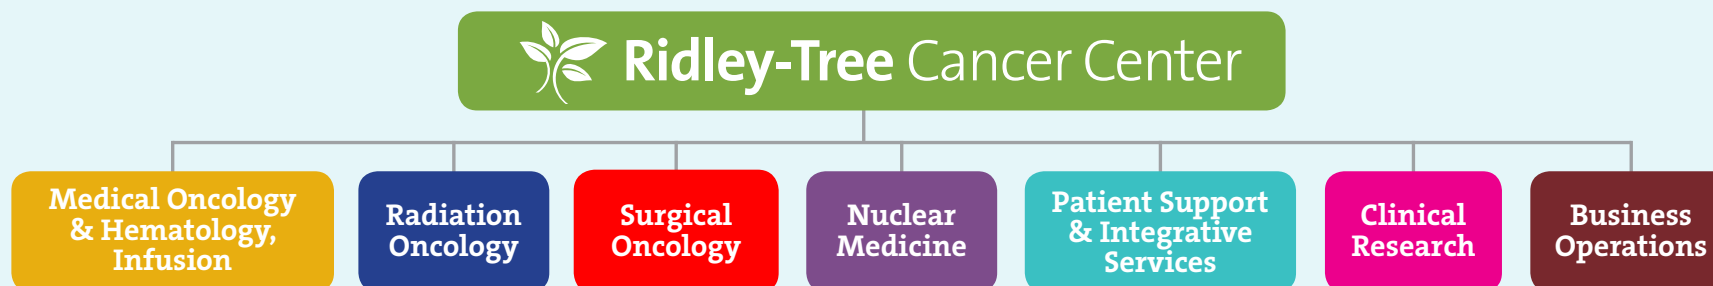 Ridley-Tree Cancer Center
Medical Oncology
& Hematology,
Infusion
Radiation
Oncology
Surgical
Oncology
Nuclear
Medicine
Patient Support
& Integrative
Services
Clinical
Research
Business
Operations